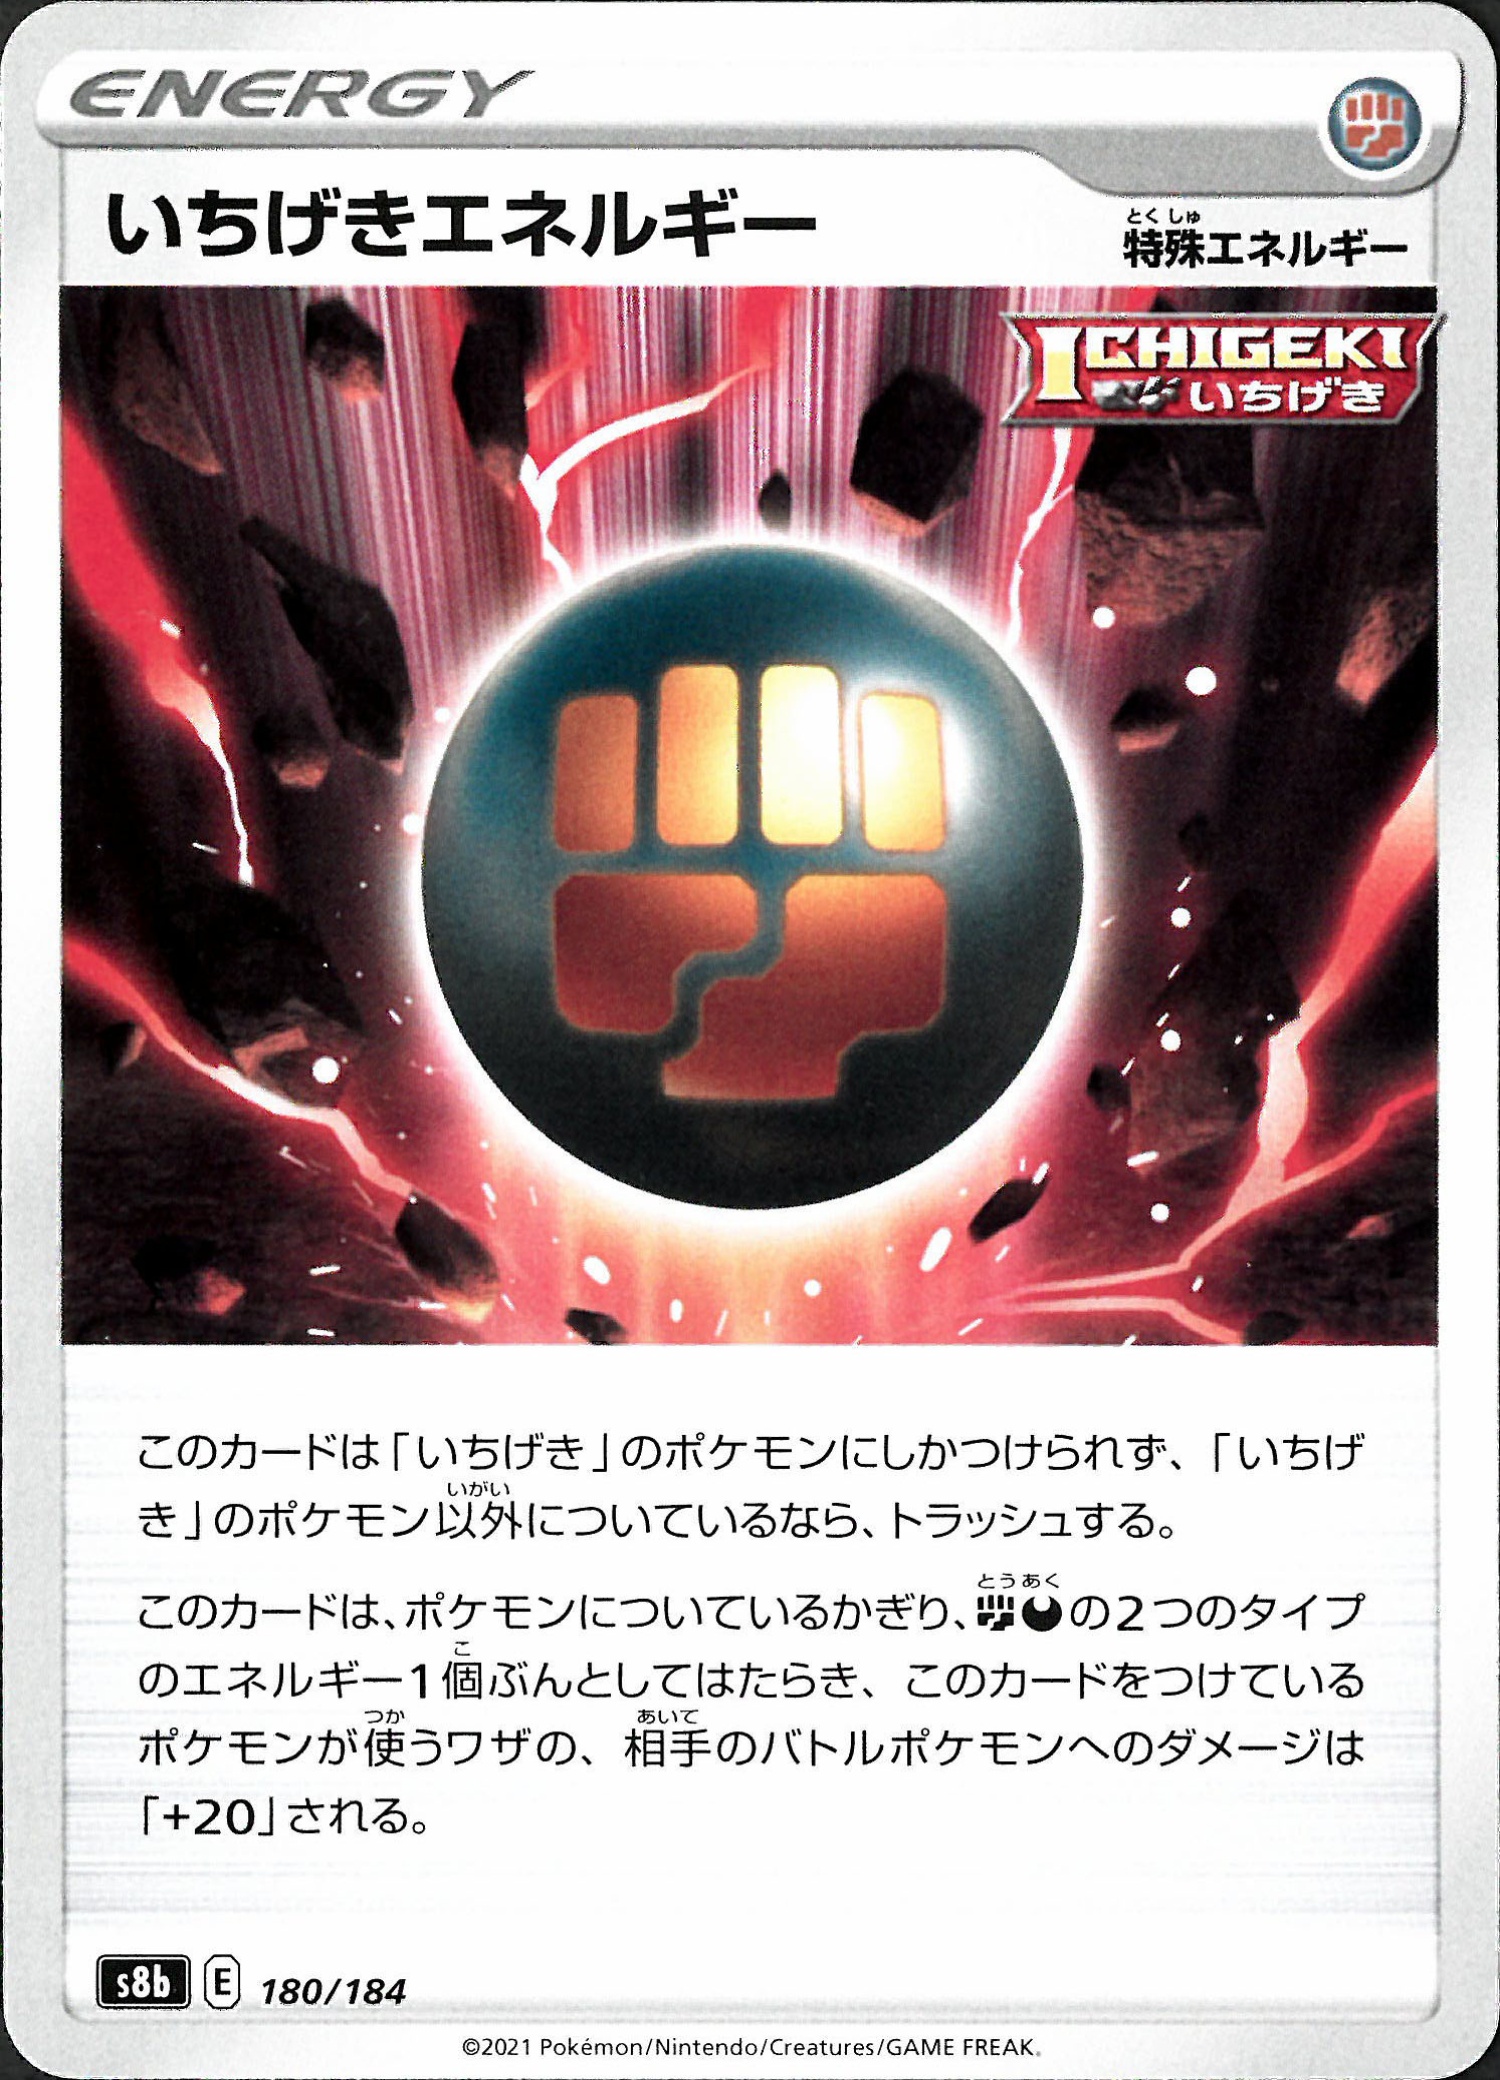 ENERGY
いちげきエネルギー
とくしゅ
特殊エネルギー
ICHIGEKI
いちげき
このカードは「いちげき」のポケモンにしかつけられず、「いちげ
いがい
き」のポケモン以外についているなら、トラッシュする。
とうあく
このカードは、ポケモンについているかぎり、の2つのタイプ
こ
のエネルギー1個ぶんとしてはたらき、このカードをつけている
つか あいて
ポケモンが使うワザの、相手のバトルポケモンへのダメージは
「+20」される。
s8b E 180/184
©2021 Pokémon/Nintendo/Creatures/GAME FREAK.